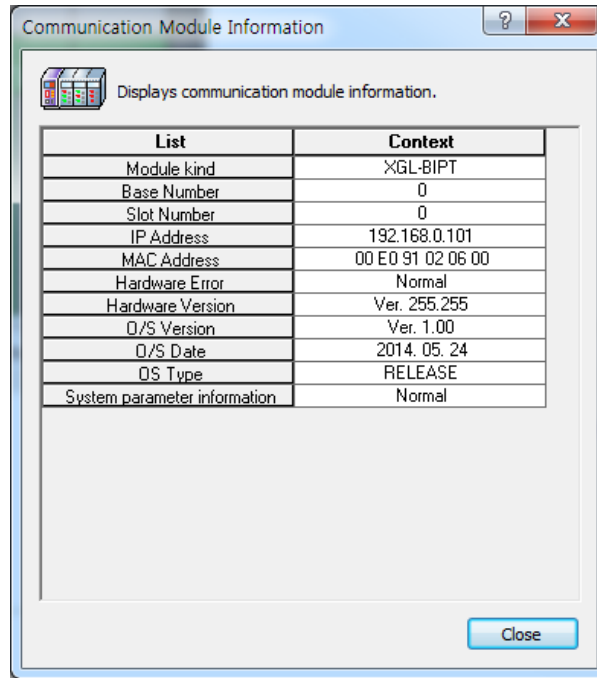 Communication Module Information
Displays communication module information.
List Context
Module kind XGL-BIPT
Base Number 0
Slot Number 0
IP Address 192.168.0.101
MAC Address 00 E0 91 02 06 00
Hardware Error Normal
Hardware Version Ver. 255.255
O/S Version Ver. 1.00
O/S Date 2014. 05. 24
OS Type RELEASE
System parameter information Normal
Close